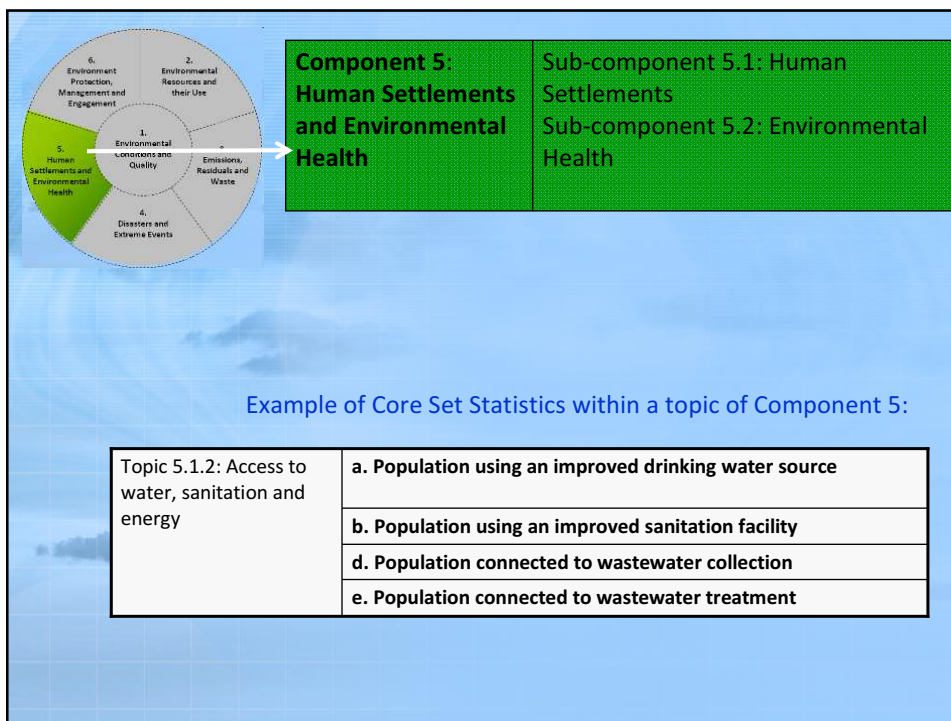 6.
Environment
Protection,
Management and
Engagement
2.
Environmental
Resources and
their Use
1.
Environmental
Conditions and
Quality
Emissions,
Residuals and
Waste
5.
Human
Settlements and
Environmental
Health
4.
Disasters and
Extreme Events
Component 5:
Human Settlements
and Environmental
Health
Sub-component 5.1: Human
Settlements
Sub-component 5.2: Environmental
Health
Example of Core Set Statistics within a topic of Component 5:
Topic 5.1.2: Access to
water, sanitation and
energy
a. Population using an improved drinking water source
b. Population using an improved sanitation facility
d. Population connected to wastewater collection
e. Population connected to wastewater treatment